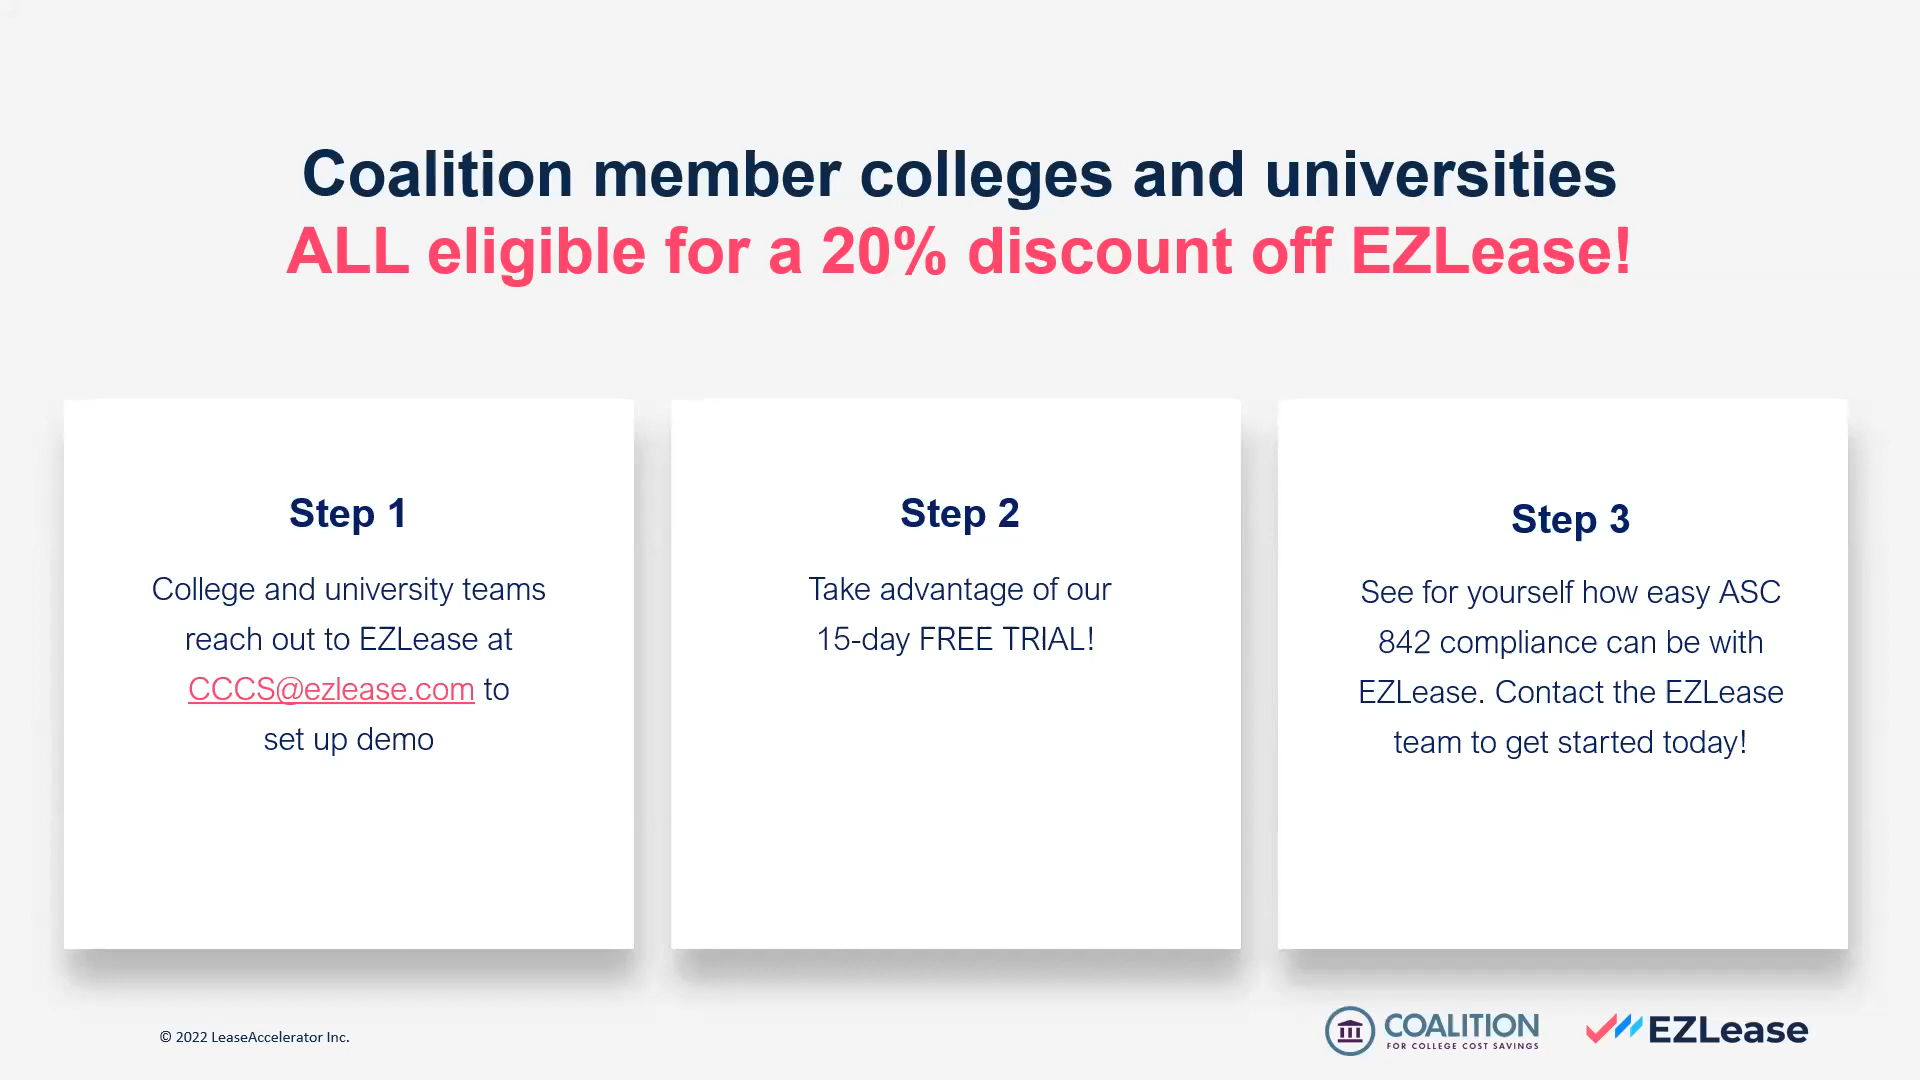 Coalition member colleges and universities
ALL eligible for a 20% discount off EZLease!
Step 1
College and university teams
reach out to EZLease at
CCCS@ezlease.com to
set up demo
Step 2
Take advantage of our
15-day FREE TRIAL!
Step 3
See for yourself how easy ASC
842 compliance can be with
EZLease. Contact the EZLease
team to get started today!
© 2022 LeaseAccelerator Inc.
COALITION
FOR COLLEGE COST SAVINGS
EZLease